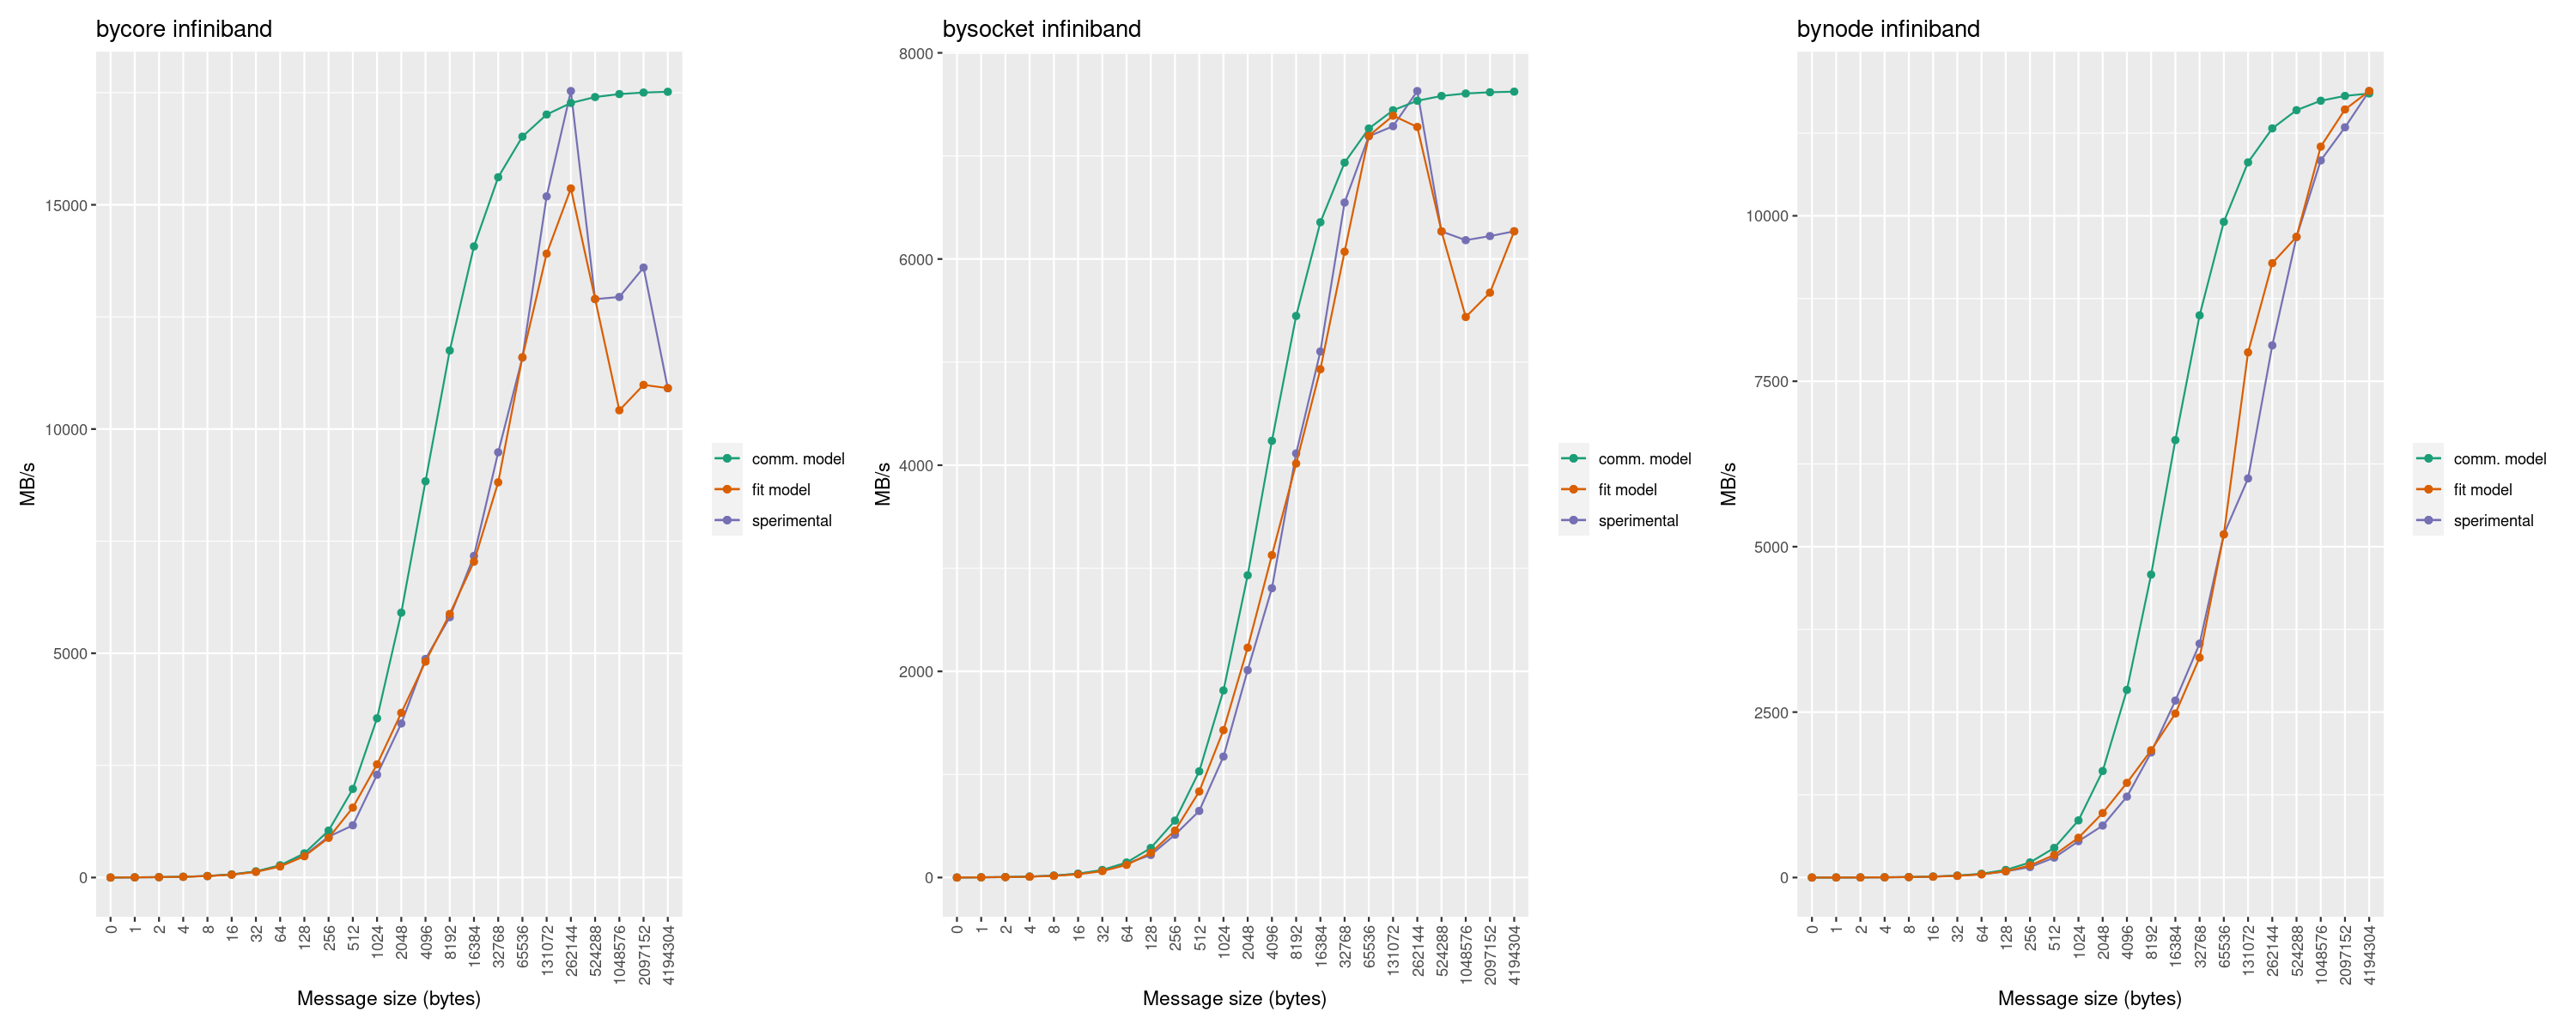 bycore infiniband
MB/s
15000
10000
5000
0
0 1 2 4 8 16 32 64 128 256 512 1024 2048 4096 8192 16384 32768 65536 131072 262144 524288 1048576 2097152 4194304
Message size (bytes)
comm. model
fit model
sperimental
bysocket infiniband
MB/s
8000
6000
4000
2000
0
0 1 2 4 8 16 32 64 128 256 512 1024 2048 4096 8192 16384 32768 65536 131072 262144 524288 1048576 2097152 4194304
Message size (bytes)
comm. model
fit model
sperimental
bynode infiniband
MB/s
10000
7500
5000
2500
0
0 1 2 4 8 16 32 64 128 256 512 1024 2048 4096 8192 16384 32768 65536 131072 262144 524288 1048576 2097152 4194304
Message size (bytes)
comm. model
fit model
sperimental